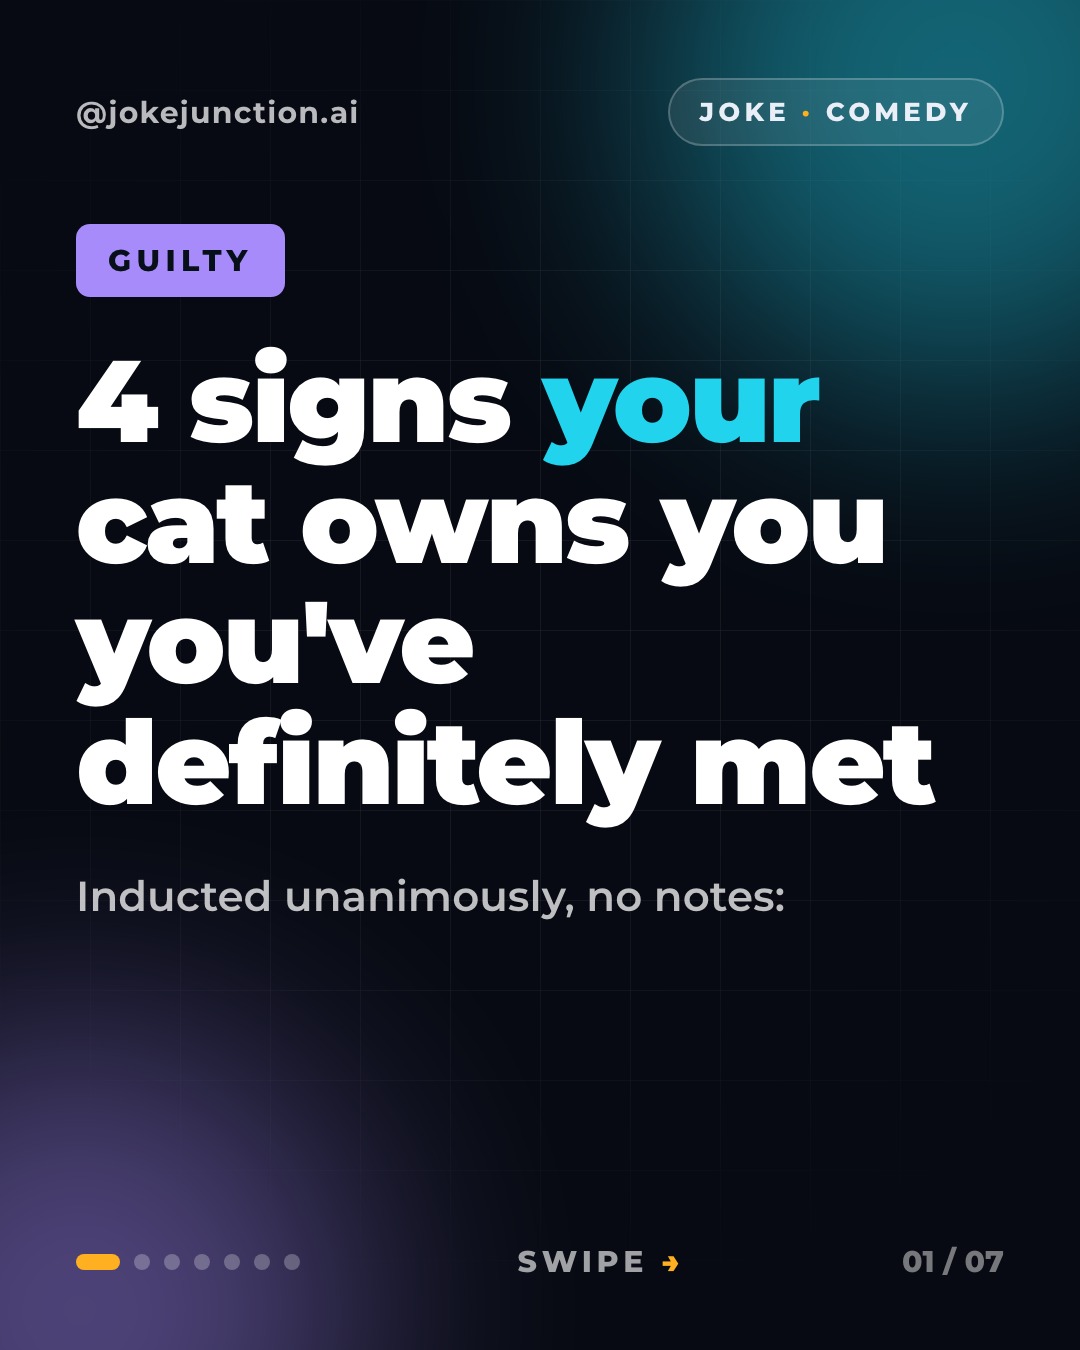 @jokejunction.ai
JOKE · COMEDY
GUILTY
4 signs your
cat owns you
you've
definitely met
Inducted unanimously, no notes:
SWIPE →
01 / 07